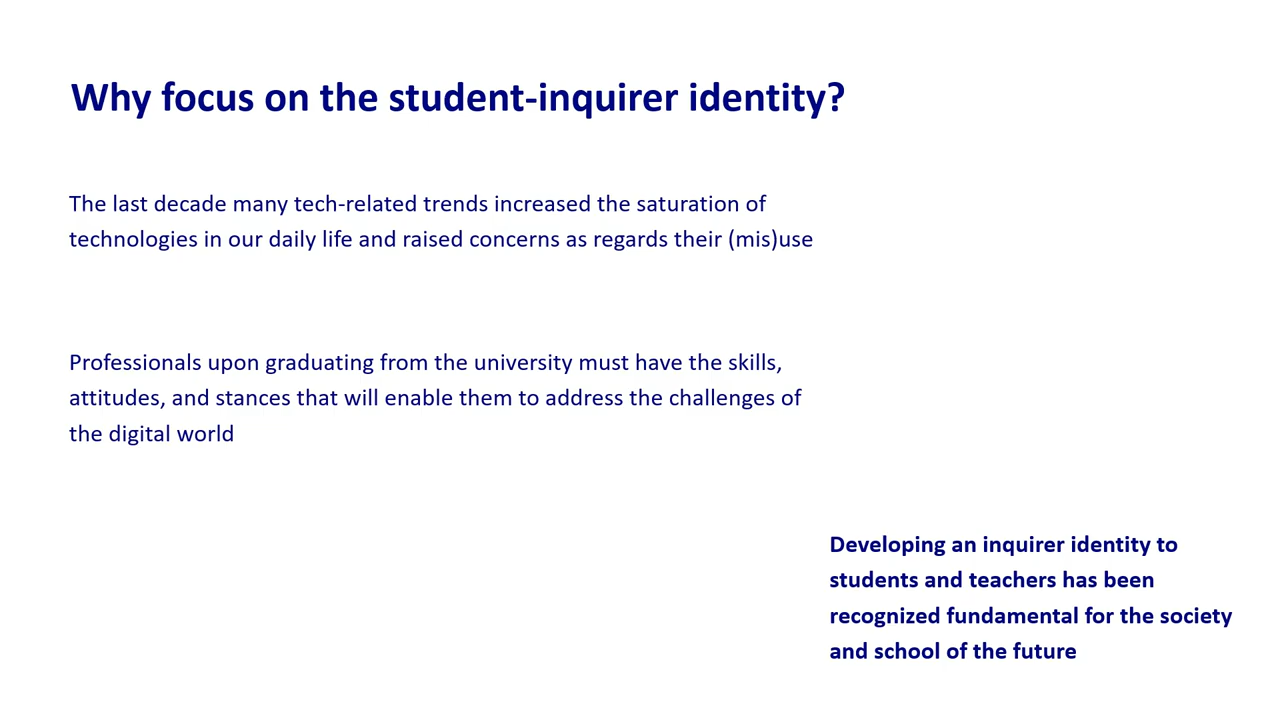 Why focus on the student-inquirer identity?
The last decade many tech-related trends increased the saturation of
technologies in our daily life and raised concerns as regards their (mis)use
Professionals upon graduating from the university must have the skills,
attitudes, and stances that will enable them to address the challenges of
the digital world
Developing an inquirer identity to
students and teachers has been
recognized fundamental for the society
and school of the future